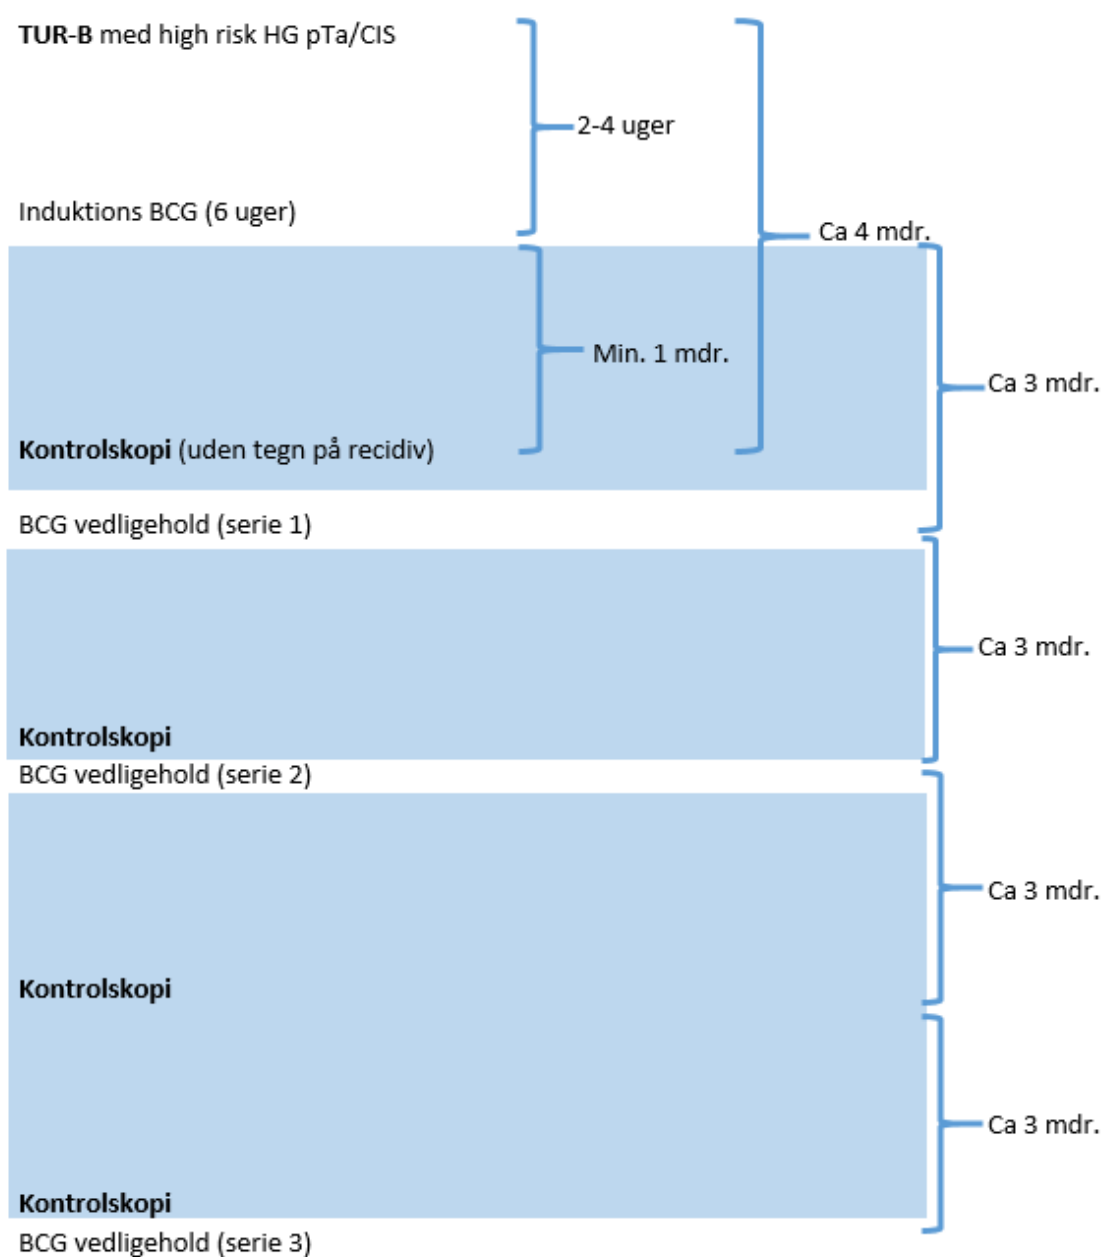 TUR-B med high risk HG pTa/CIS
2-4 uger
Induktions BCG (6 uger)
Ca 4 mdr.
Min. 1 mdr.
Ca 3 mdr.
Kontrolskopi (uden tegn på recidiv)
BCG vedligehold (serie 1)
Ca 3 mdr.
Kontrolskopi
BCG vedligehold (serie 2)
Ca 3 mdr.
Kontrolskopi
Ca 3 mdr.
Kontrolskopi
BCG vedligehold (serie 3)